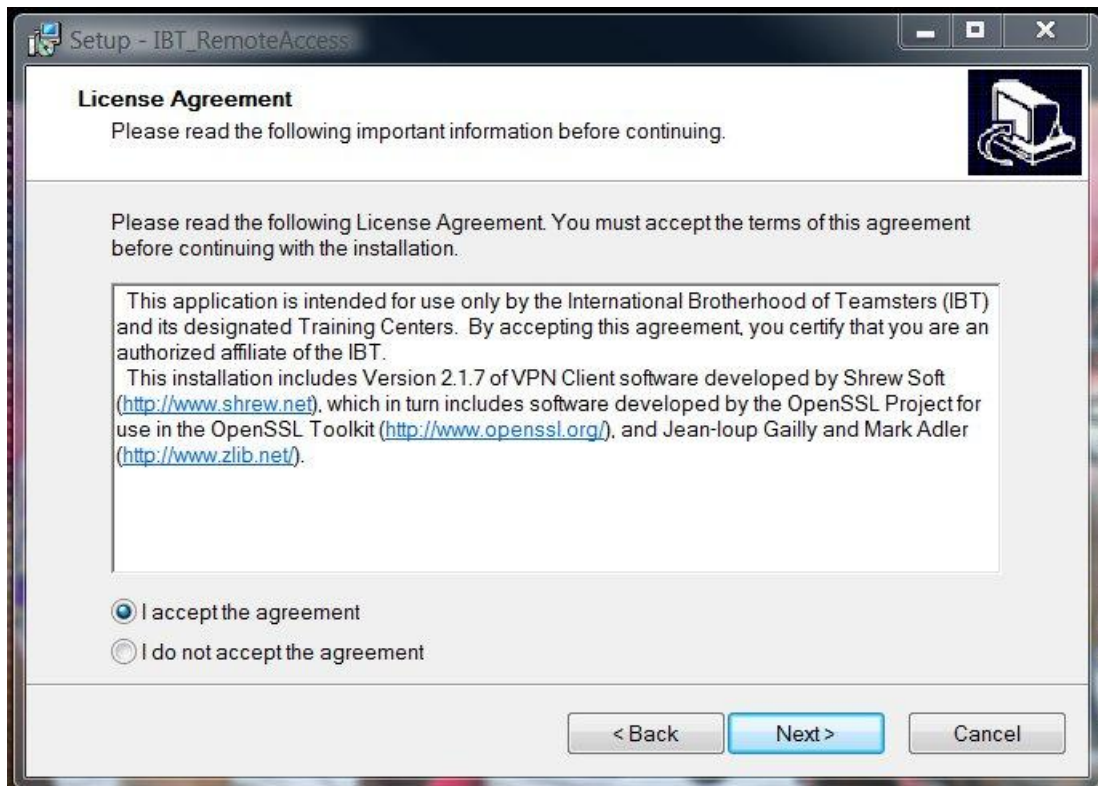 Setup - IBT_RemoteAccess
License Agreement
Please read the following important information before continuing.
Please read the following License Agreement. You must accept the terms of this agreement
before continuing with the installation.
This application is intended for use only by the International Brotherhood of Teamsters (IBT)
and its designated Training Centers.  By accepting this agreement, you certify that you are an
authorized affiliate of the IBT.
This installation includes Version 2.1.7 of VPN Client software developed by Shrew Soft
(http://www.shrew.net), which in turn includes software developed by the OpenSSL Project for
use in the OpenSSL Toolkit (http://www.openssl.org/), and Jean-loup Gailly and Mark Adler
(http://www.zlib.net/).
I accept the agreement
I do not accept the agreement
< Back
Next >
Cancel